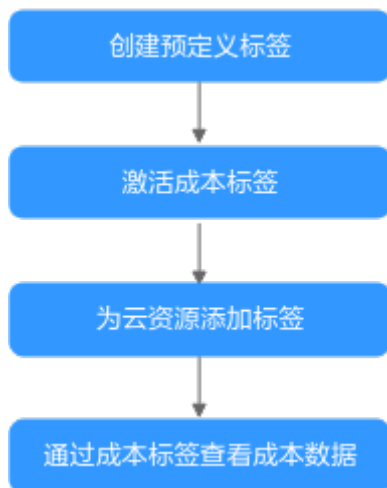 创建预定义标签
激活成本标签
为云资源添加标签
通过成本标签查看成本数据